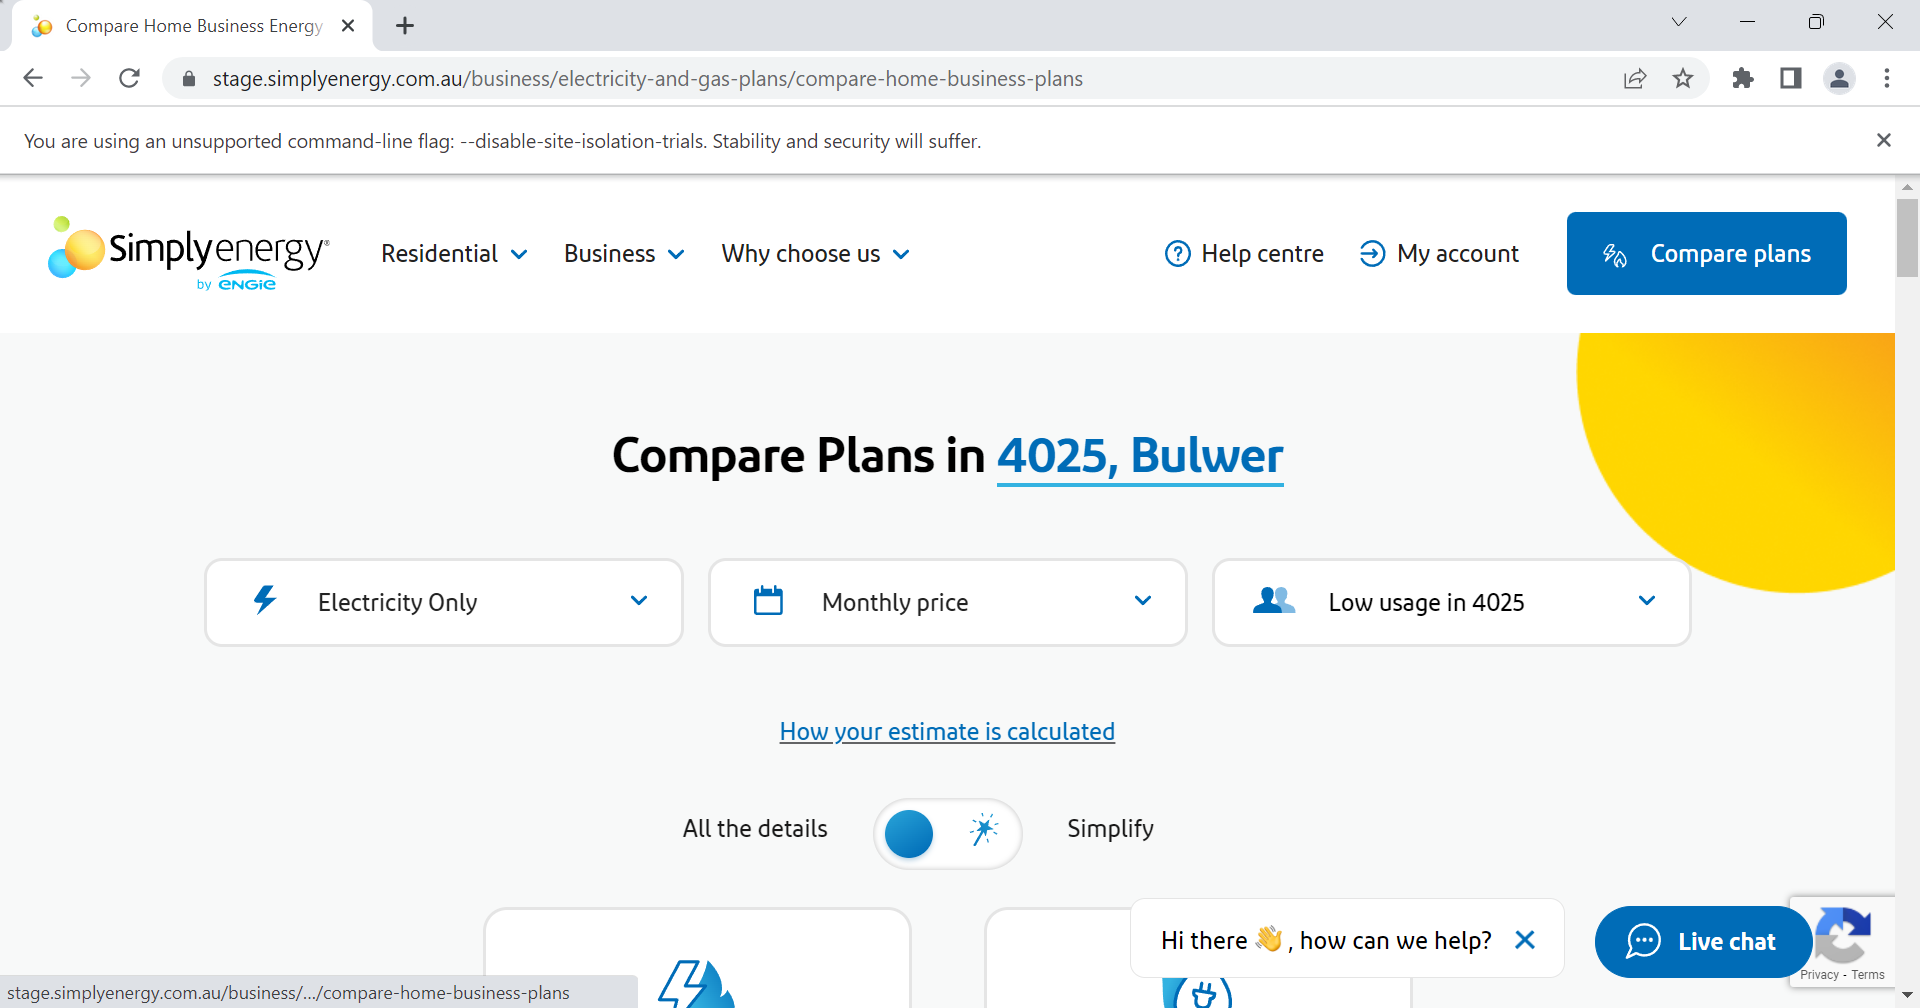 Compare Home Business Energy
stage.simplyenergy.com.au/business/electricity-and-gas-plans/compare-home-business-plans
You are using an unsupported command-line flag: --disable-site-isolation-trials. Stability and security will suffer.
Simplyenergy®
by ENGIE
Residential
Business
Why choose us
Help centre
My account
Compare plans
Compare Plans in 4025, Bulwer
Electricity Only
Monthly price
Low usage in 4025
How your estimate is calculated
All the details
Simplify
Hi there 👋, how can we help?
Live chat
Privacy - Terms
stage.simplyenergy.com.au/business/.../compare-home-business-plans